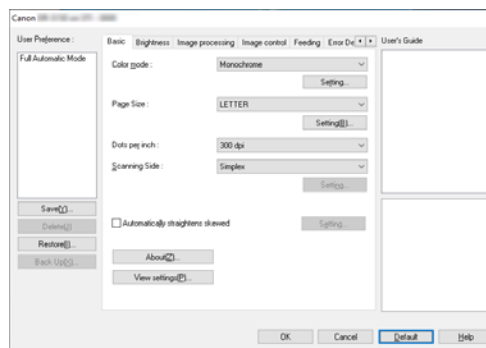 Canon
User Preference :
Full Automatic Mode
Save(Y)...
Delete(J)
Restore(I)...
Back Up(K)...
Basic
Brightness
Image processing
Image control
Feeding
Error De
Color mode :
Monochrome
Setting...
Page Size :
LETTER
Setting(B)...
Dots per inch :
300 dpi
Scanning Side :
Simplex
Setting...
Automatically straightens skewed
Setting...
About(Z)...
View settings(P)...
User's Guide
OK
Cancel
Default
Help